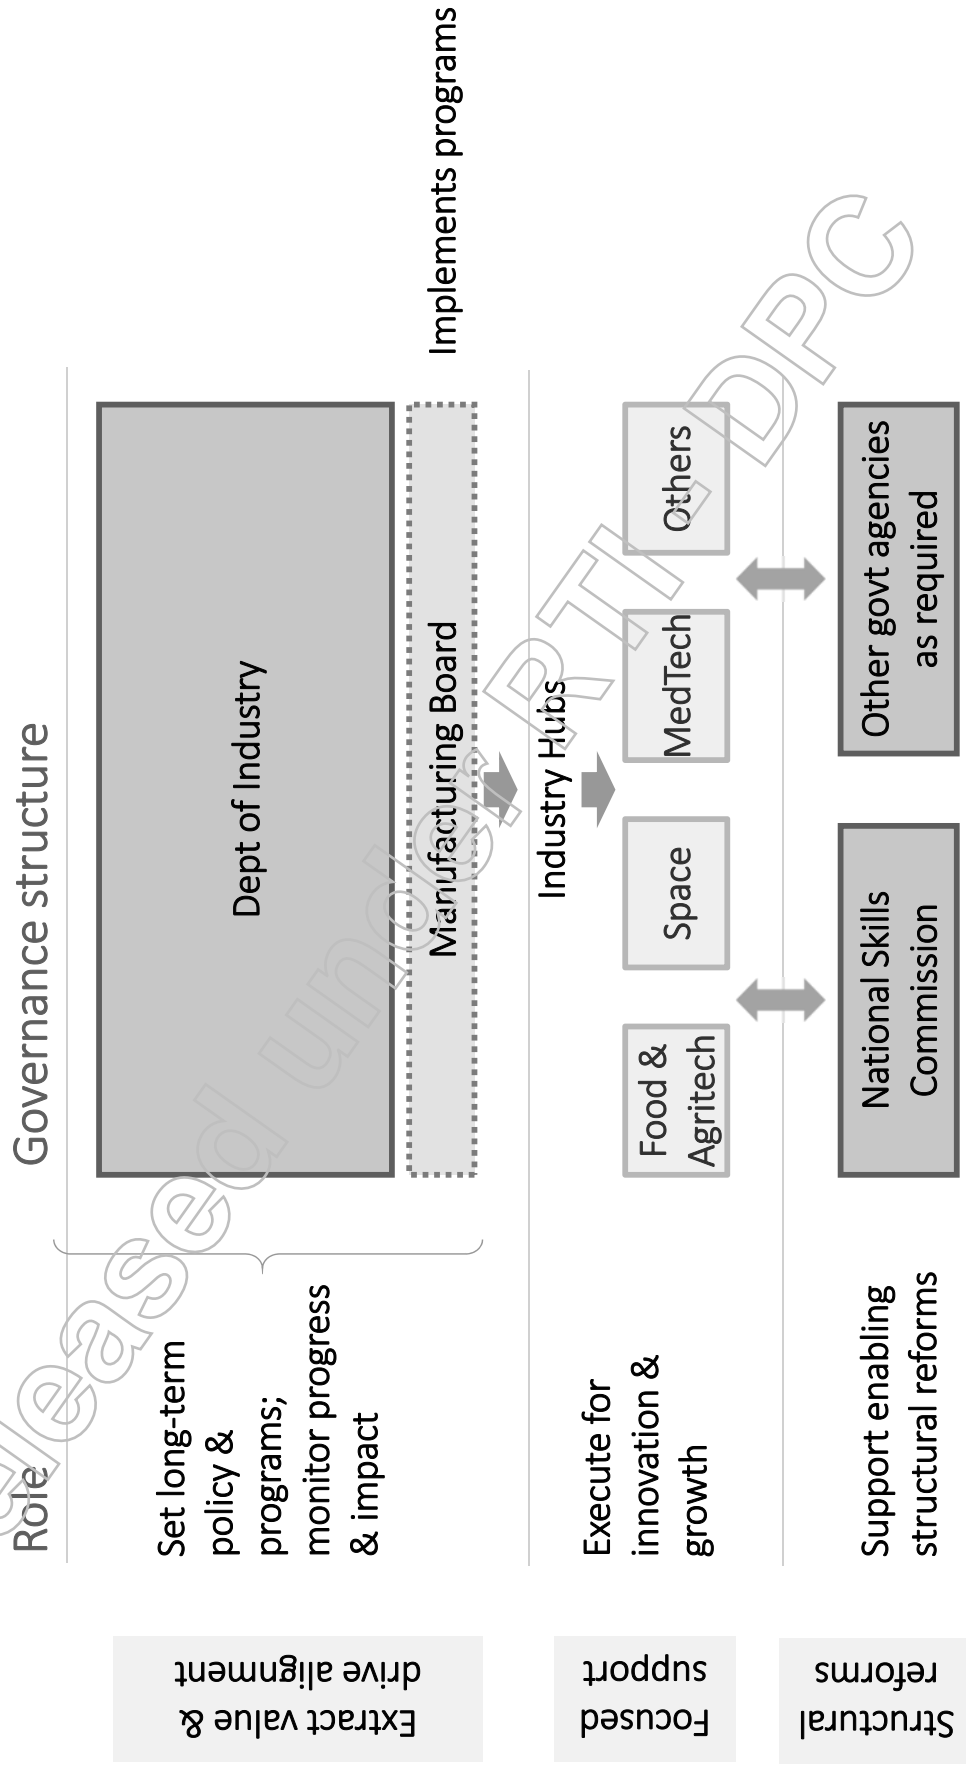 Role
Governance structure
Extract value &
drive alignment
Set long-term
policy &
programs;
monitor progress
& impact
Dept of Industry
Manufacturing Board
Implements programs
Industry Hubs
Focused
support
Execute for
innovation &
growth
Food &
Agritech
Space
MedTech
Others
Structural
reforms
Support enabling
structural reforms
National Skills
Commission
Other govt agencies
as required
eleased under RTI - DPC